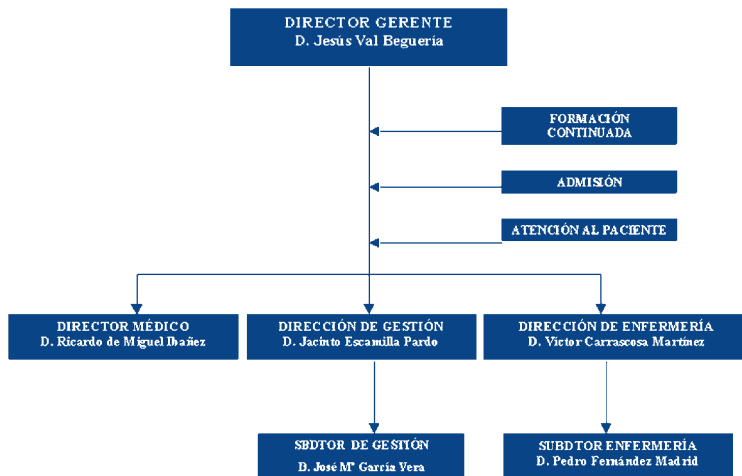 DIRECTOR GERENTE
D. Jesús Val Beguería
FORMACIÓN
CONTINUADA
ADMISIÓN
ATENCIÓN AL PACIENTE
DIRECTOR MÉDICO
D. Ricardo de Miguel Ibañez
DIRECCIÓN DE GESTIÓN
D. Jacinto Escamilla Pardo
DIRECCIÓN DE ENFERMERÍA
D. Victor Carrascosa Martínez
SBDTOR DE GESTIÓN
D. José Mª García Vera
SUBDTOR ENFERMERÍA
D. Pedro Fernández Madrid